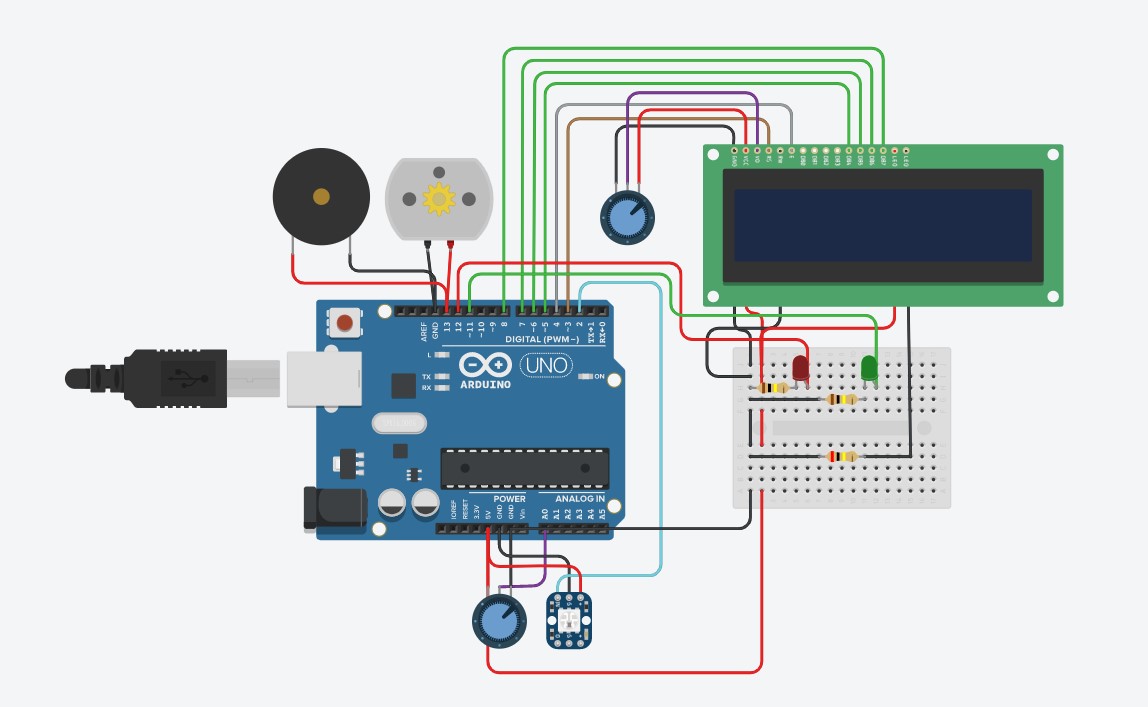 GND VCC VO RS RW E DB0 DB1 DB2 DB3 DB4 DB5 DB6 DB7 LED LED
AREF GND 13 12 ~11 ~10 ~9 8 7 ~6 ~5 4 ~3 2 TX→1 RX←0
DIGITAL (PWM~)
L
TX
RX
ARDUINO
UNO
ON
POWER
ANALOG IN
IOREF RESET 3.3V 5V GND GND Vin A0 A1 A2 A3 A4 A5